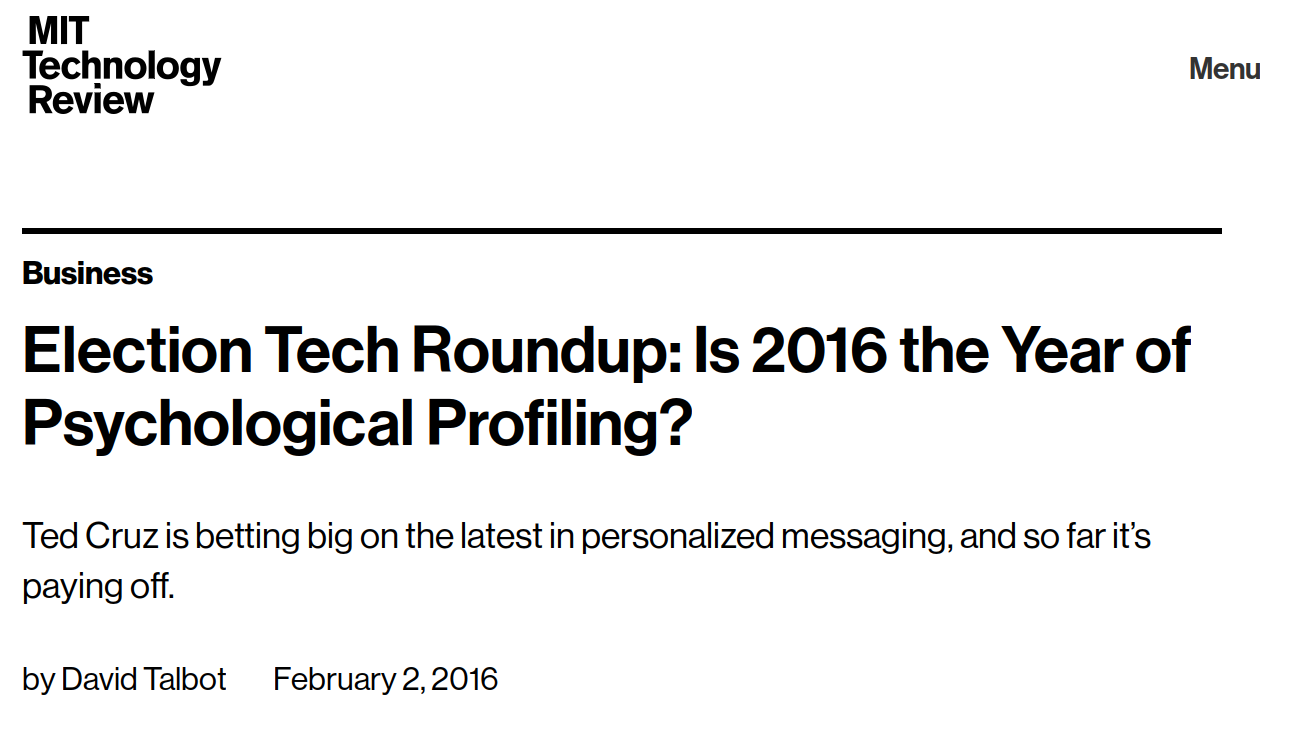 MIT
Technology
Review
Menu
Business
Election Tech Roundup: Is 2016 the Year of
Psychological Profiling?
Ted Cruz is betting big on the latest in personalized messaging, and so far it’s
paying off.
by David Talbot February 2, 2016